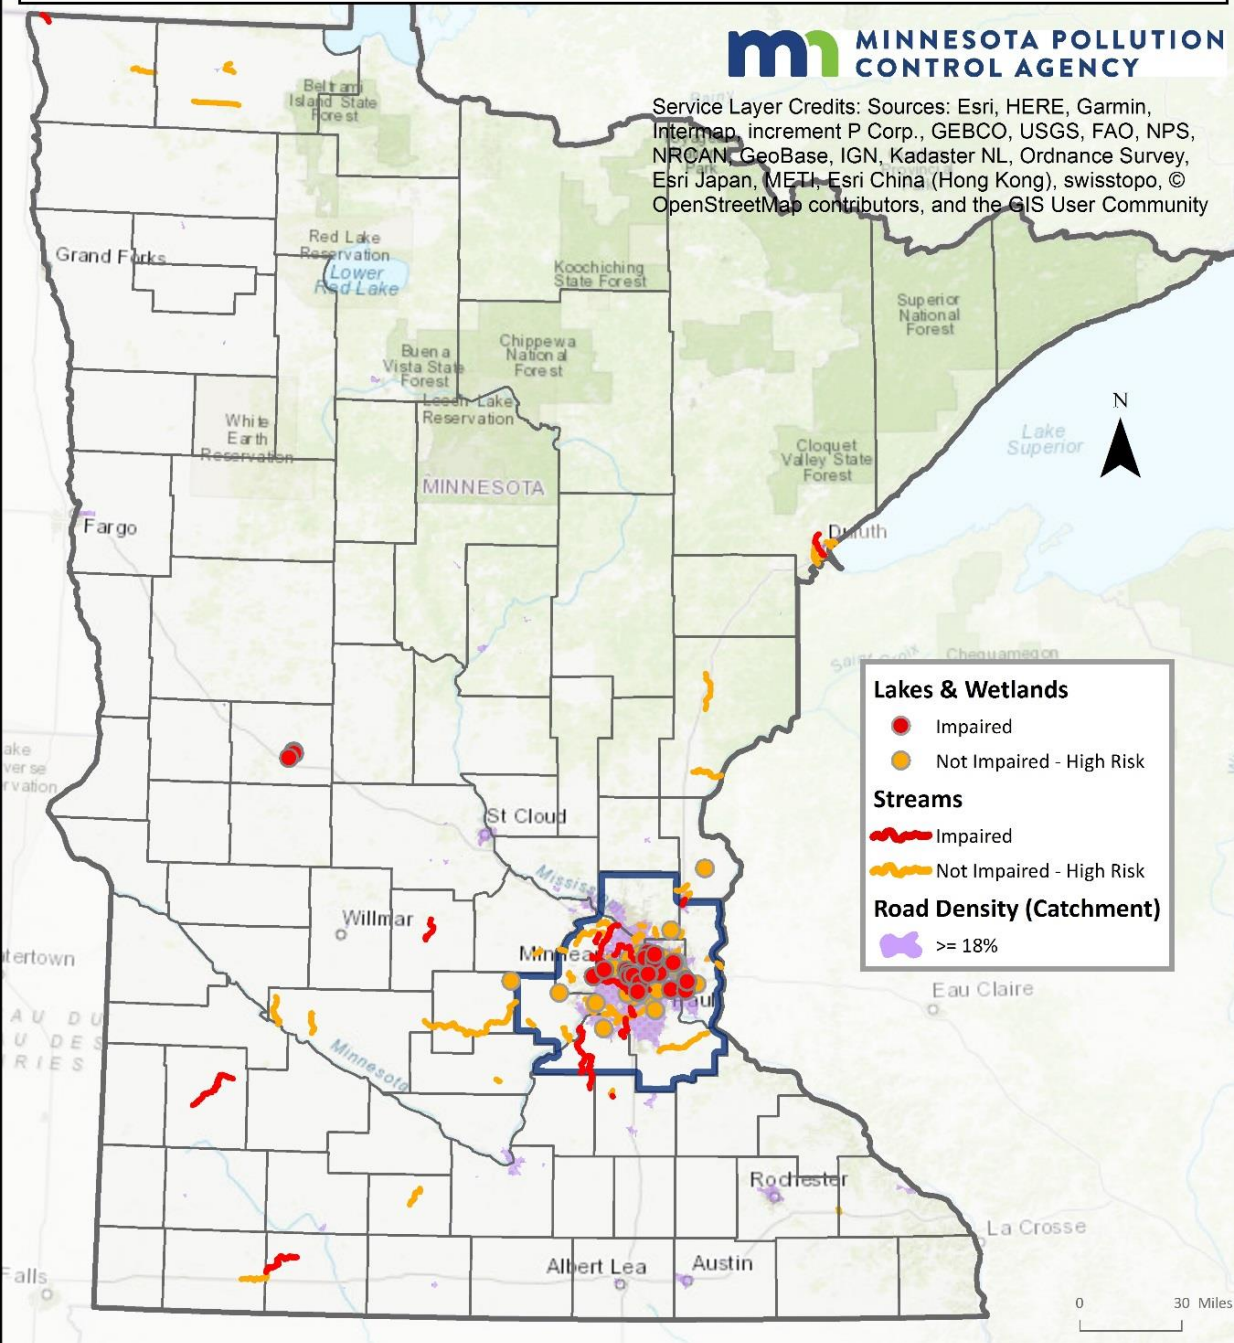 MINNESOTA POLLUTION
CONTROL AGENCY
Service Layer Credits: Sources: Esri, HERE, Garmin,
Intermap, increment P Corp., GEBCO, USGS, FAO, NPS,
NRCAN, GeoBase, IGN, Kadaster NL, Ordnance Survey,
Esri Japan, METI, Esri China (Hong Kong), swisstopo, ©
OpenStreetMap contributors, and the GIS User Community
Beltrami
Island State
Forest
Grand Forks
Red Lake
Reservation
Lower
Red Lake
Koochiching
State Forest
Superior
National
Forest
Buena
Vista State
Forest
Chippewa
National
Forest
Leech Lake
Reservation
White
Earth
Reservation
N
Lake
Superior
Cloquet
Valley State
Forest
MINNESOTA
Fargo
Duluth
Chequamegon
Lakes & Wetlands
Impaired
Not Impaired - High Risk
Streams
Impaired
Not Impaired - High Risk
Road Density (Catchment)
>= 18%
St Cloud
Willmar
Eau Claire
Minnesota
Rochester
La Crosse
Albert Lea
Austin
Falls
0 30 Miles